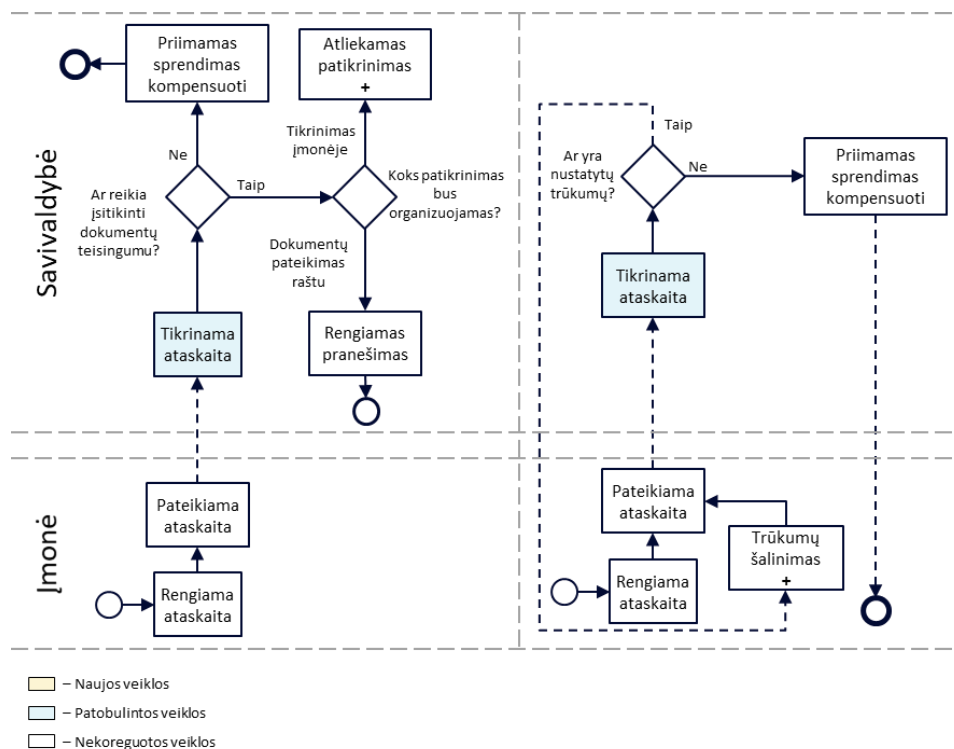 Savivaldybė
Priimamas
sprendimas
kompensuoti
Atliekamas
patikrinimas
+
Ne
Tikrinimas
įmonėje
Ar reikia
įsitikinti
dokumentų
teisingumu?
Taip
Koks patikrinimas
bus
organizuojamas?
Dokumentų
pateikimas
raštu
Tikrinama
ataskaita
Rengiamas
pranešimas
Taip
Ar yra
nustatytų
trūkumų?
Ne
Priimamas
sprendimas
kompensuoti
Tikrinama
ataskaita
Įmonė
Pateikiama
ataskaita
Rengiama
ataskaita
Pateikiama
ataskaita
Trūkumų
šalinimas
+
Rengiama
ataskaita
– Naujos veiklos
– Patobulintos veiklos
– Nekoreguotos veiklos